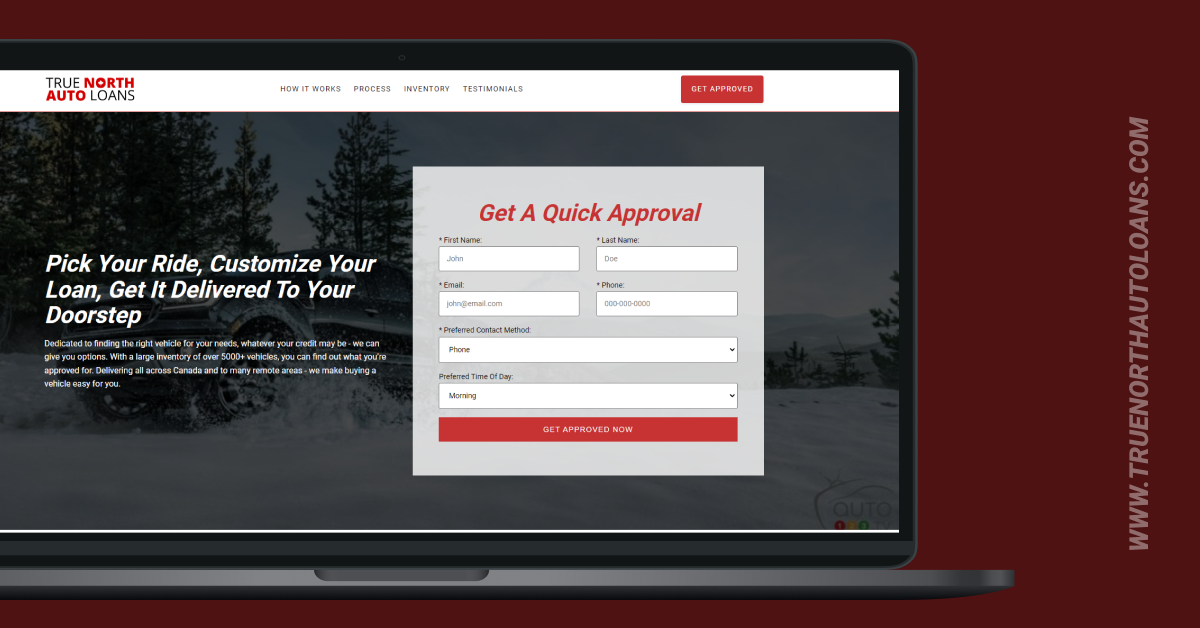 TRUE NORTH
AUTO LOANS
HOW IT WORKS
PROCESS
INVENTORY
TESTIMONIALS
GET APPROVED
Pick Your Ride, Customize Your
Loan, Get It Delivered To Your
Doorstep
Dedicated to finding the right vehicle for your needs, whatever your credit may be - we can
give you options. With a large inventory of over 5000+ vehicles, you can find out what you're
approved for. Delivering all across Canada and to many remote areas - we make buying a
vehicle easy for you.
Get A Quick Approval
* First Name:
* Last Name:
John
Doe
* Email:
* Phone:
john@email.com
000-000-0000
* Preferred Contact Method:
Phone
Preferred Time Of Day:
Morning
GET APPROVED NOW
AUTO
123 TV
WWW.TRUENORTHAUTOLOANS.COM